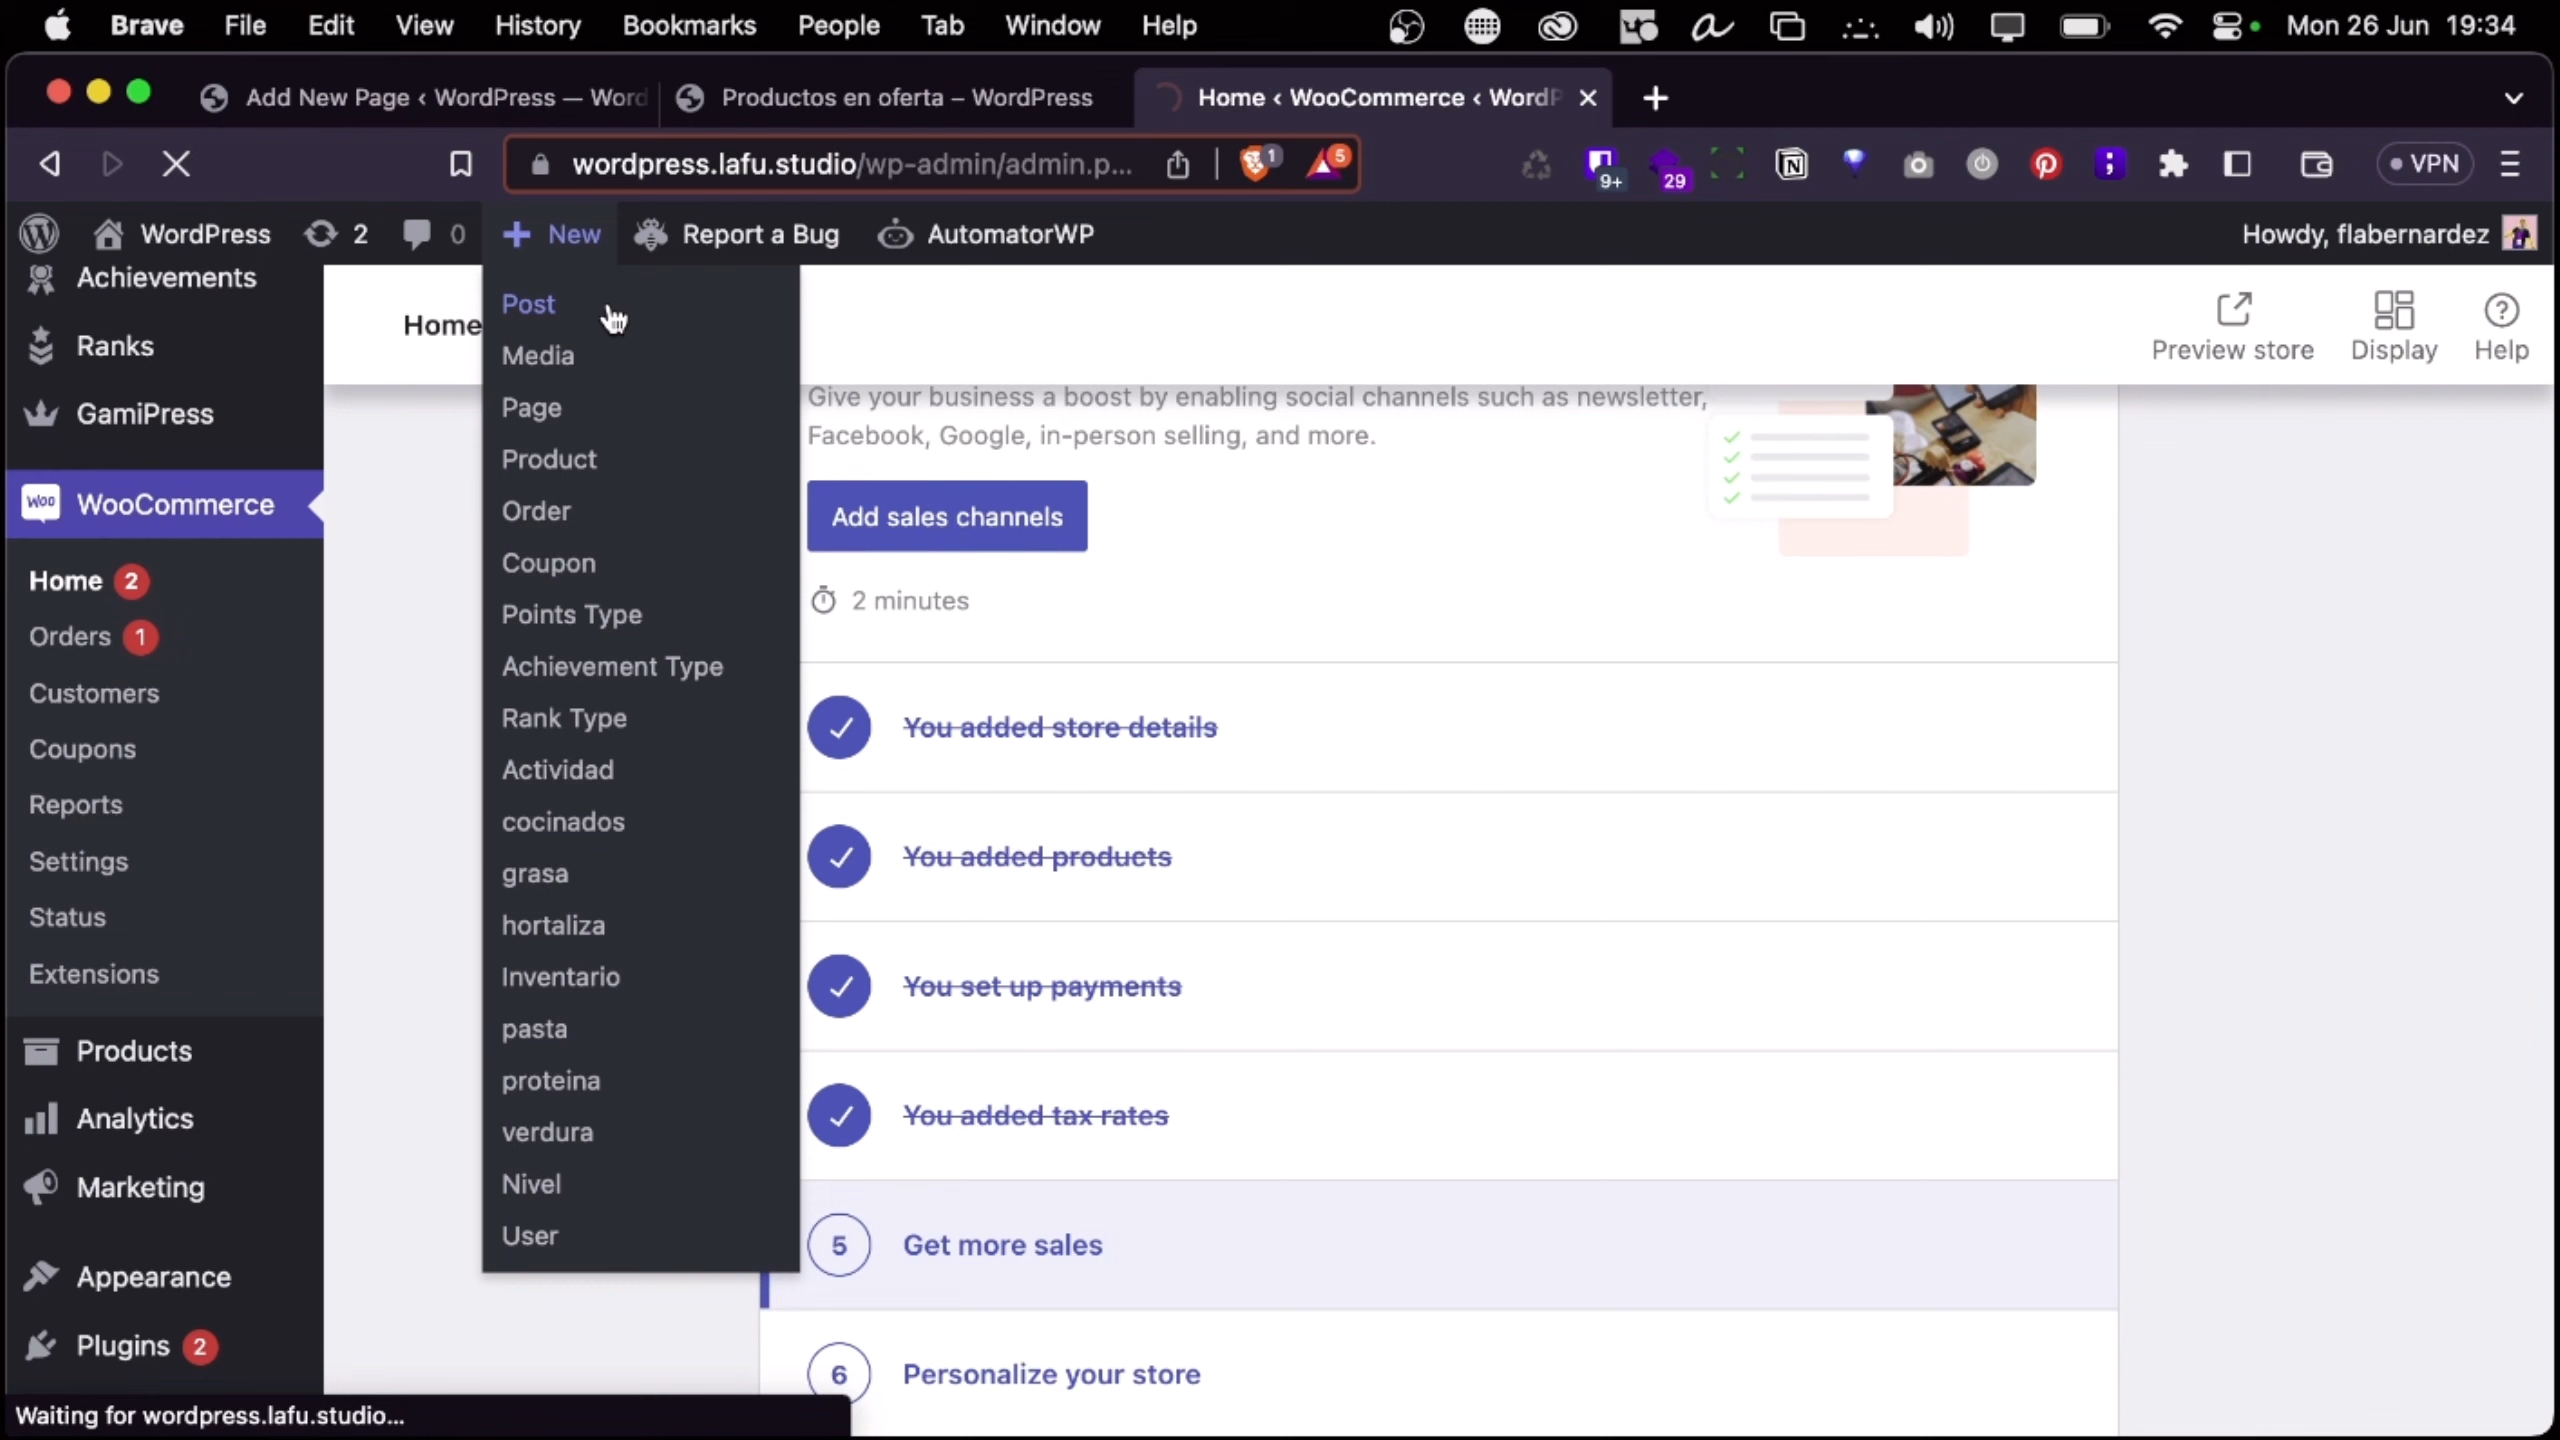 Brave File Edit View History Bookmarks People Tab Window Help Mon 26 Jun 19:34
Add New Page ‹ WordPress — Word Productos en oferta – WordPress Home ‹ WooCommerce ‹ WordP
wordpress.lafu.studio/wp-admin/admin.p... 1 5 9+ 29 VPN
WordPress 2 0 New Report a Bug AutomatorWP Howdy, flabernardez
Achievements
Ranks
GamiPress
Woo WooCommerce
Home 2
Orders 1
Customers
Coupons
Reports
Settings
Status
Extensions
Products
Analytics
Marketing
Appearance
Plugins 2
Post
Media
Page
Product
Order
Coupon
Points Type
Achievement Type
Rank Type
Actividad
cocinados
grasa
hortaliza
Inventario
pasta
proteina
verdura
Nivel
User
Home
Preview store Display Help
Give your business a boost by enabling social channels such as newsletter,
Facebook, Google, in-person selling, and more.
Add sales channels
2 minutes
You added store details
You added products
You set up payments
You added tax rates
5 Get more sales
6 Personalize your store
Waiting for wordpress.lafu.studio...